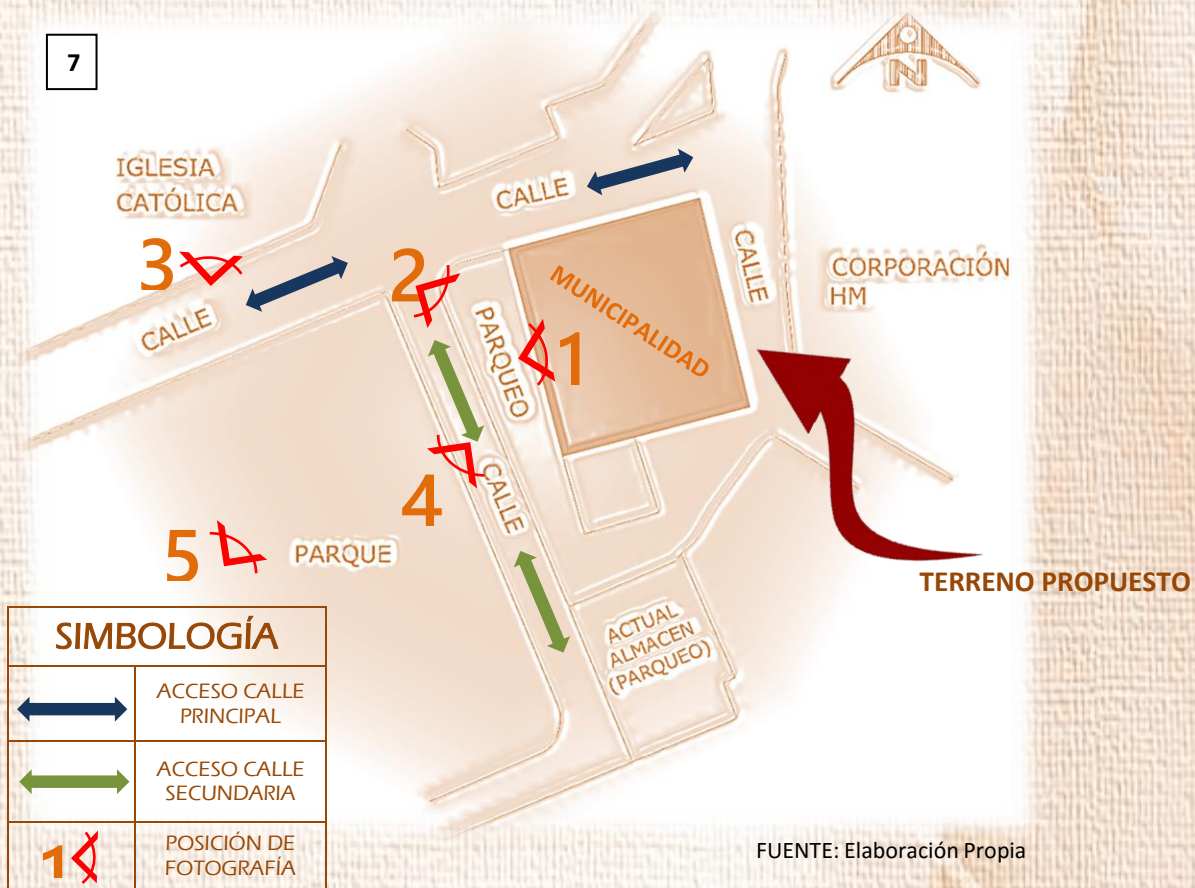 7
N
IGLESIA
CATÓLICA
CALLE
3
2
CALLE
CALLE
CORPORACIÓN
HM
MUNICIPALIDAD
PARQUEO
1
CALLE
4
5
PARQUE
TERRENO PROPUESTO
ACTUAL
ALMACEN
(PARQUEO)
SIMBOLOGÍA
ACCESO CALLE
PRINCIPAL
ACCESO CALLE
SECUNDARIA
1
POSICIÓN DE
FOTOGRAFÍA
FUENTE: Elaboración Propia